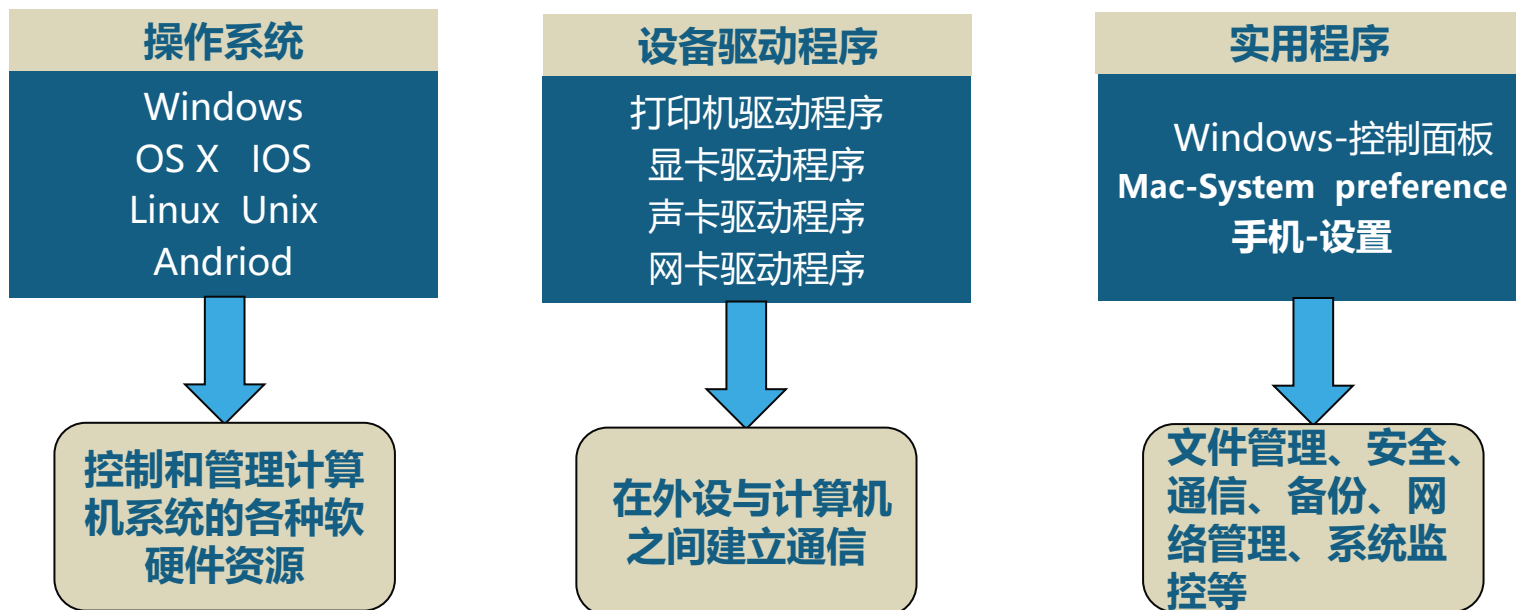 操作系统
Windows
OS X IOS
Linux Unix
Andriod
控制和管理计算
机系统的各种软
硬件资源
设备驱动程序
打印机驱动程序
显卡驱动程序
声卡驱动程序
网卡驱动程序
在外设与计算机
之间建立通信
实用程序
Windows-控制面板
Mac-System preference
手机-设置
文件管理、安全、
通信、备份、网
络管理、系统监
控等